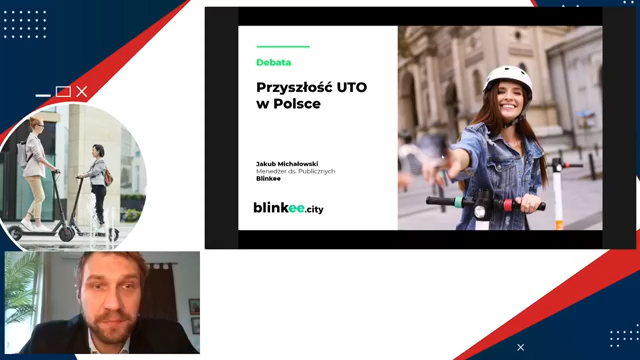 Debata
Przyszłość UTO
w Polsce
Jakub Michałowski
Menedżer ds. Publicznych
Blinkee
blinkee.city